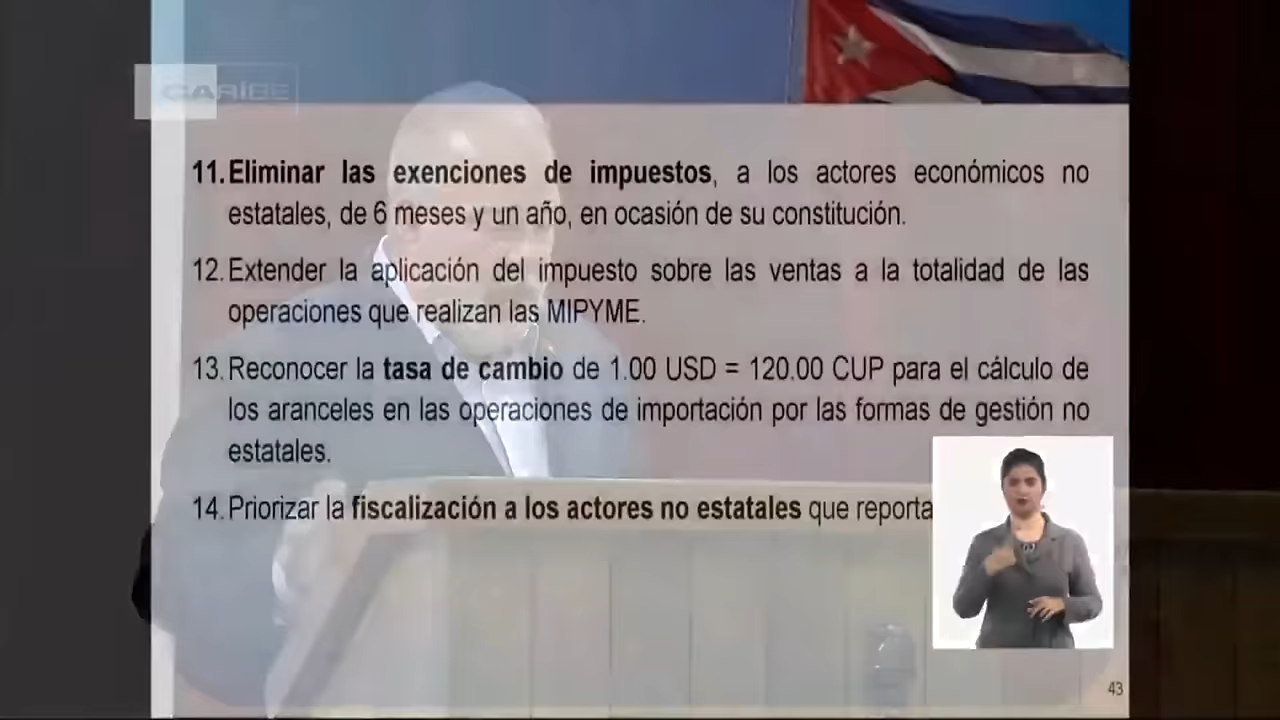 CARIBE
11. Eliminar las exenciones de impuestos, a los actores económicos no
estatales, de 6 meses y un año, en ocasión de su constitución.
12. Extender la aplicación del impuesto sobre las ventas a la totalidad de las
operaciones que realizan las MIPYME.
13. Reconocer la tasa de cambio de 1.00 USD = 120.00 CUP para el cálculo de
los aranceles en las operaciones de importación por las formas de gestión no
estatales.
14. Priorizar la fiscalización a los actores no estatales que reporta
43